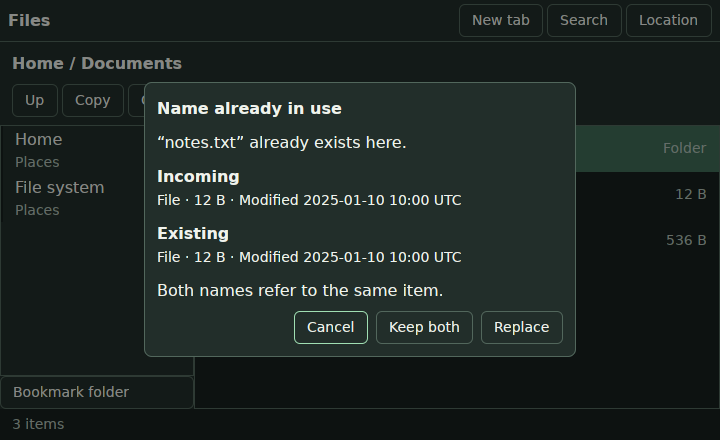 Files
New tab
Search
Location
Home / Documents
Up
Copy
Home
Places
File system
Places
Bookmark folder
3 items
Folder
12 B
536 B
Name already in use
“notes.txt” already exists here.
Incoming
File · 12 B · Modified 2025-01-10 10:00 UTC
Existing
File · 12 B · Modified 2025-01-10 10:00 UTC
Both names refer to the same item.
Cancel
Keep both
Replace